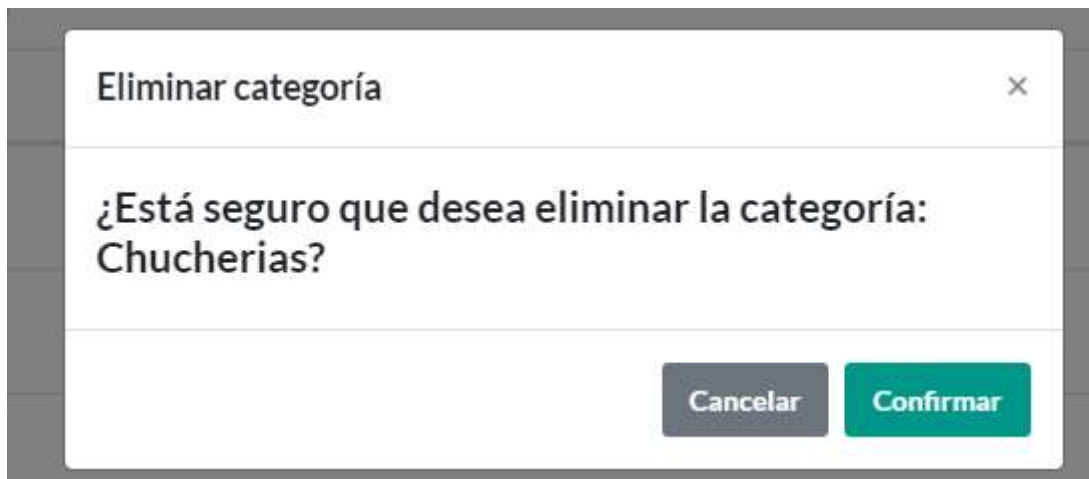 Eliminar categoría
×
¿Está seguro que desea eliminar la categoría:
Chucherias?
Cancelar Confirmar